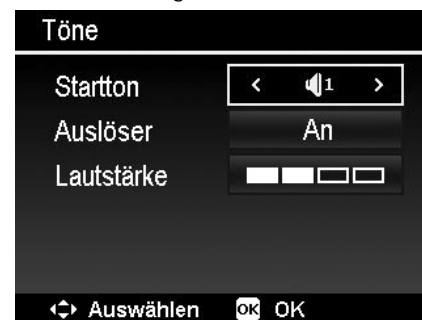 Töne
Startton < 1 >
Auslöser An
Lautstärke
Auswählen OK OK